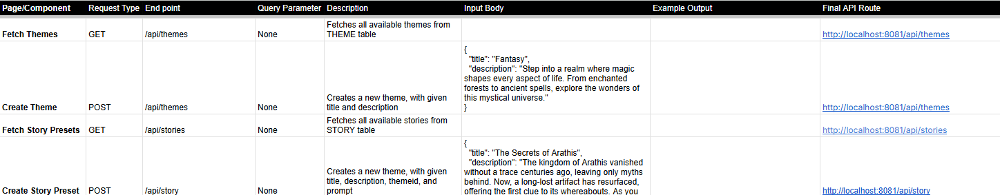 Page/Component Request Type End point Query Parameter Description Input Body Example Output Final API Route
Fetches all available themes from
Fetch Themes GET /api/themes None THEME table http://localhost:8081/api/themes
{
"title": "Fantasy",
"description": "Step into a realm where magic
shapes every aspect of life. From enchanted
forests to ancient spells, explore the wonders of
Creates a new theme, with given this mystical universe."
Create Theme POST /api/themes None title and description } http://localhost:8081/api/themes
Fetches all available stories from
Fetch Story Presets GET /api/stories None STORY table http://localhost:8081/api/stories
{
"title": "The Secrets of Arathis",
"description": "The kingdom of Arathis vanished
Creates a new theme, with given without a trace centuries ago, leaving only myths
title, description, themeid, and behind. Now, a long-lost artifact has resurfaced,
Create Story Preset POST /api/story None prompt offering the first clue to its whereabouts. As you http://localhost:8081/api/story